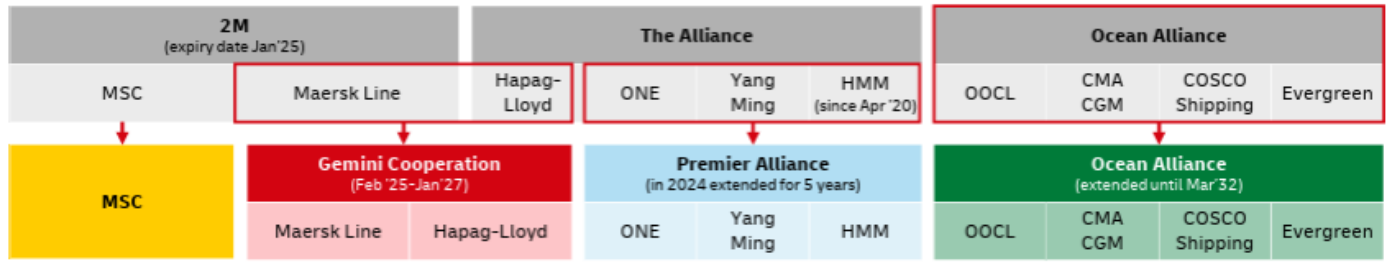 2M
(expiry date Jan'25)
The Alliance
Ocean Alliance
MSC
Maersk Line
Hapag-
Lloyd
ONE
Yang
Ming
HMM
(since Apr '20)
OOCL
CMA
CGM
COSCO
Shipping
Evergreen
MSC
Gemini Cooperation
(Feb '25-Jan'27)
Maersk Line
Hapag-Lloyd
Premier Alliance
(in 2024 extended for 5 years)
ONE
Yang
Ming
HMM
Ocean Alliance
(extended until Mar'32)
OOCL
CMA
CGM
COSCO
Shipping
Evergreen